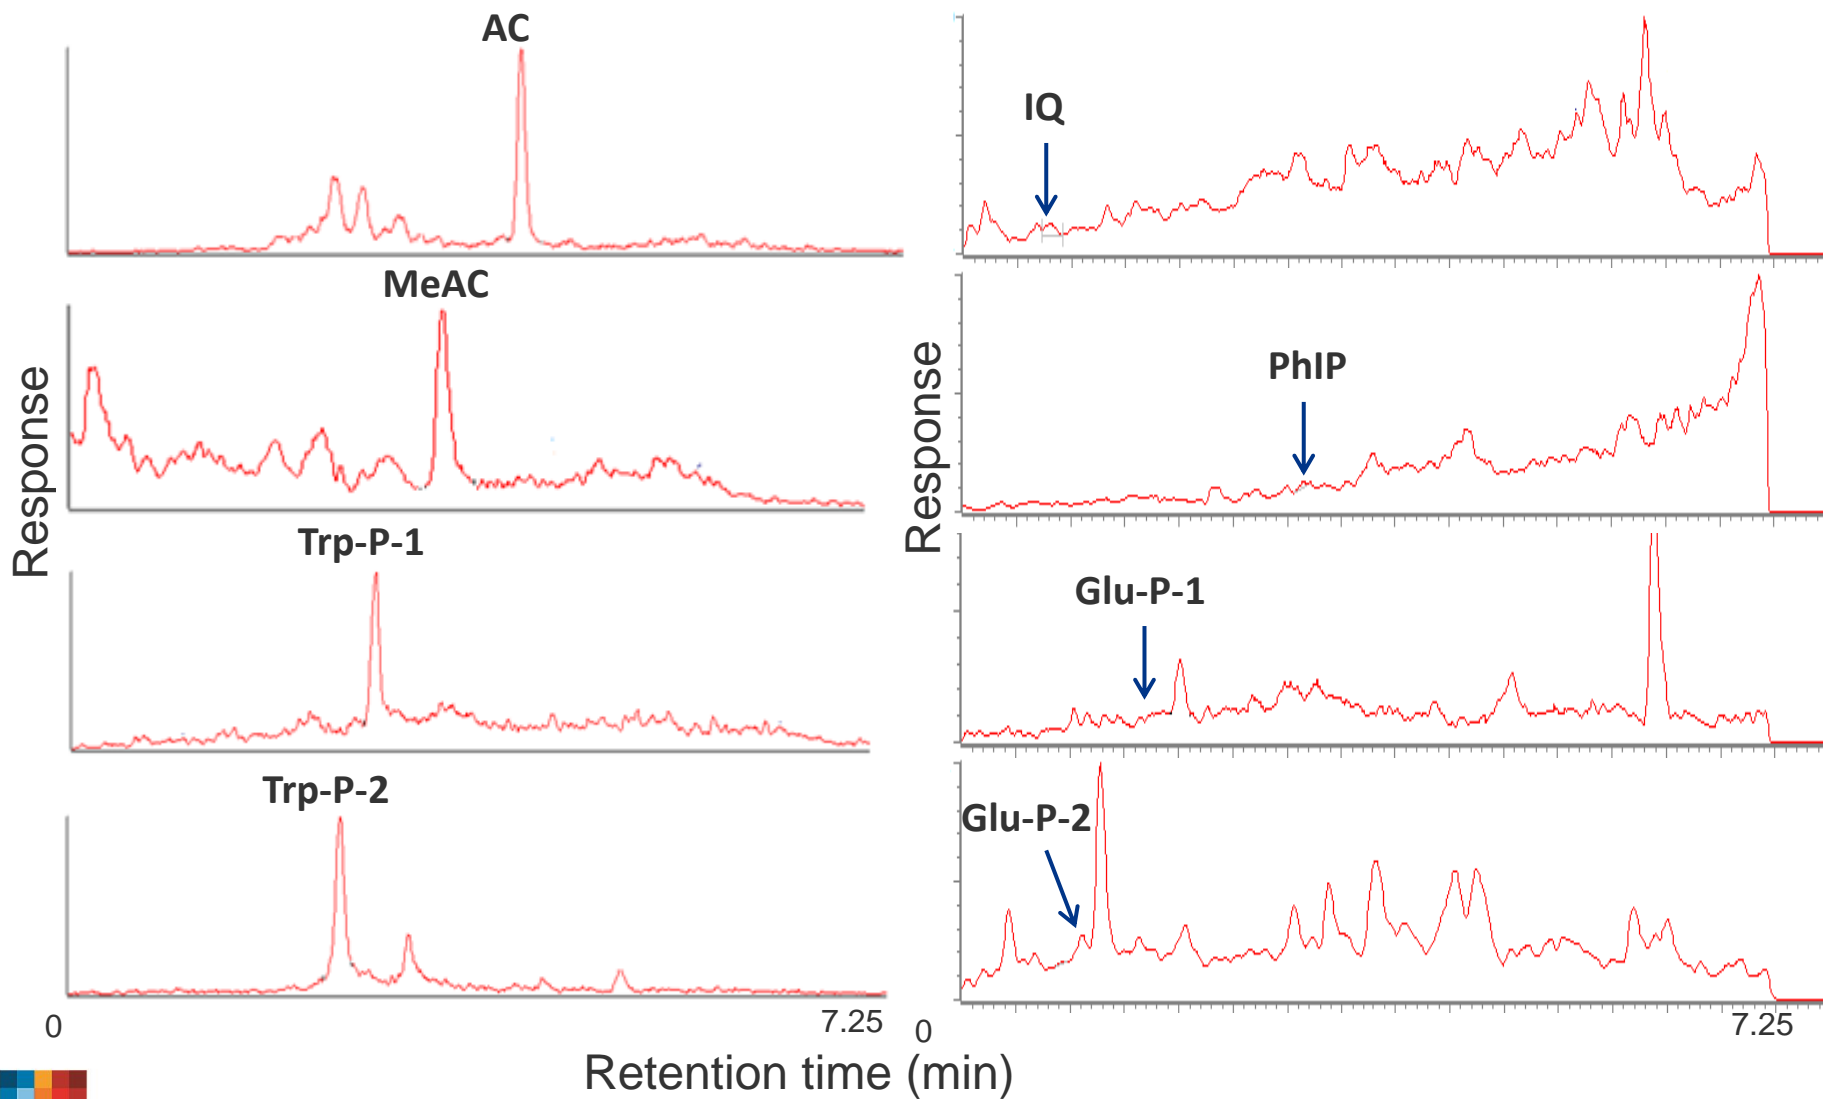 AC
MeAC
Trp-P-1
Trp-P-2
Response
0
7.25
IQ
PhIP
Glu-P-1
Glu-P-2
Response
0
7.25
Retention time (min)